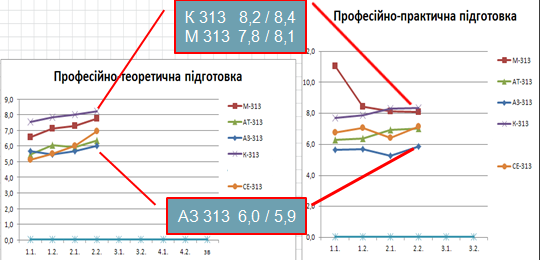 К 313 8,2 / 8,4
М 313 7,8 / 8,1
Професійно-практична підготовка
Професійно-теоретична підготовка
9,0
8,0
7,0
6,0
5,0
4,0
3,0
2,0
1,0
0,0
1.1.
1.2.
2.1.
2.2.
3.1.
3.2.
4.1.
4.2.
зв
М-313
АТ-313
АЗ-313
К-313
СЕ-313
12,0
10,0
8,0
6,0
4,0
2,0
0,0
1.1.
1.2.
2.1.
2.2.
3.1.
3.2.
М-313
АТ-313
АЗ-313
К-313
СЕ-313
АЗ 313 6,0 / 5,9